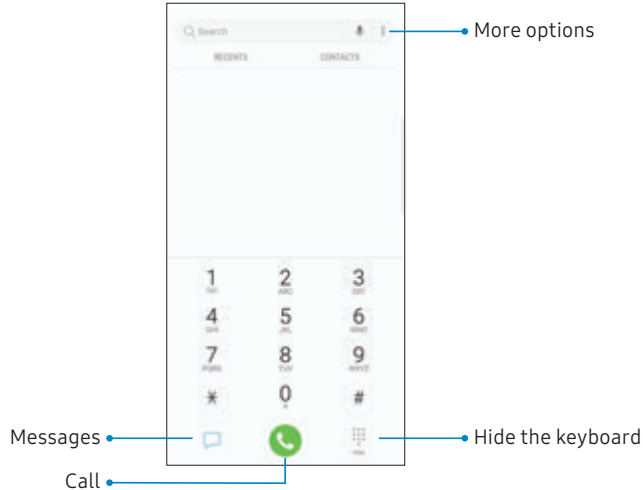 Search
More options
RECENTS CONTACTS
1 2 3
ABC DEF
4 5 6
GHI JKL MNO
7 8 9
PQRS TUV WXYZ
* 0 #
+
Messages
Hide the keyboard
Call